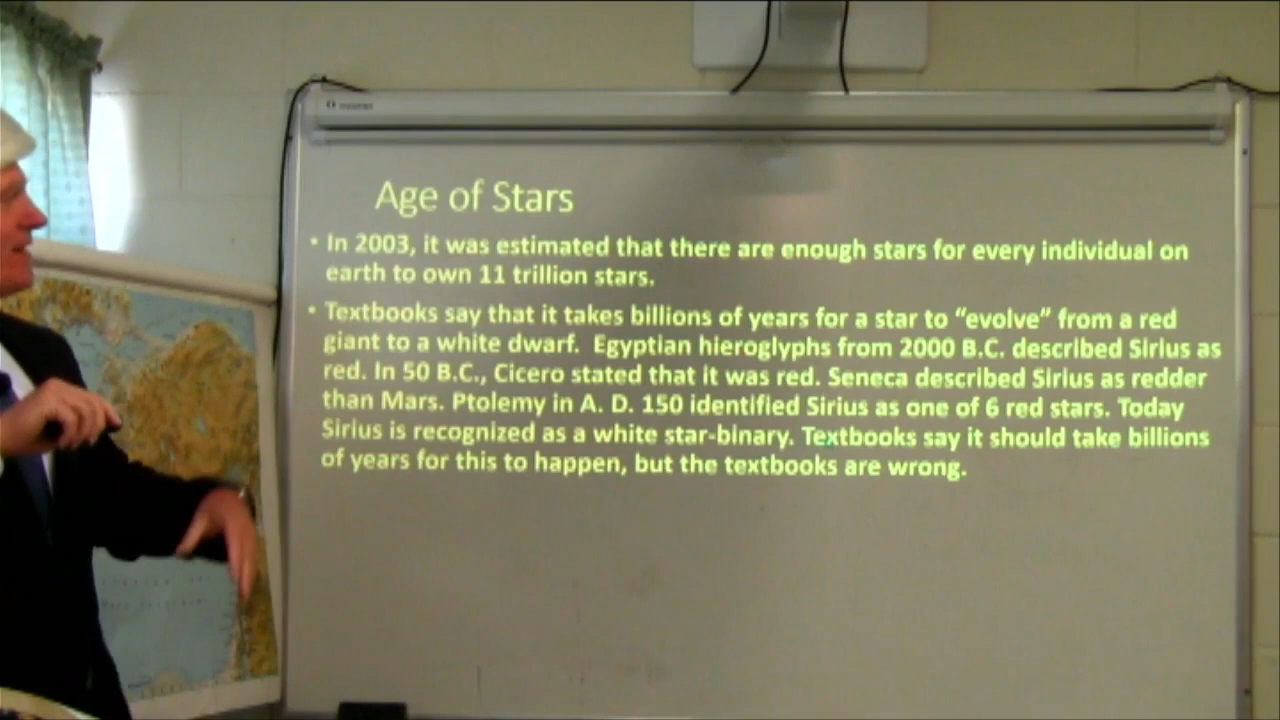 Age of Stars
• In 2003, it was estimated that there are enough stars for every individual on
earth to own 11 trillion stars.
• Textbooks say that it takes billions of years for a star to “evolve” from a red
giant to a white dwarf.  Egyptian hieroglyphs from 2000 B.C. described Sirius as
red. In 50 B.C., Cicero stated that it was red. Seneca described Sirius as redder
than Mars. Ptolemy in A. D. 150 identified Sirius as one of 6 red stars. Today
Sirius is recognized as a white star-binary. Textbooks say it should take billions
of years for this to happen, but the textbooks are wrong.